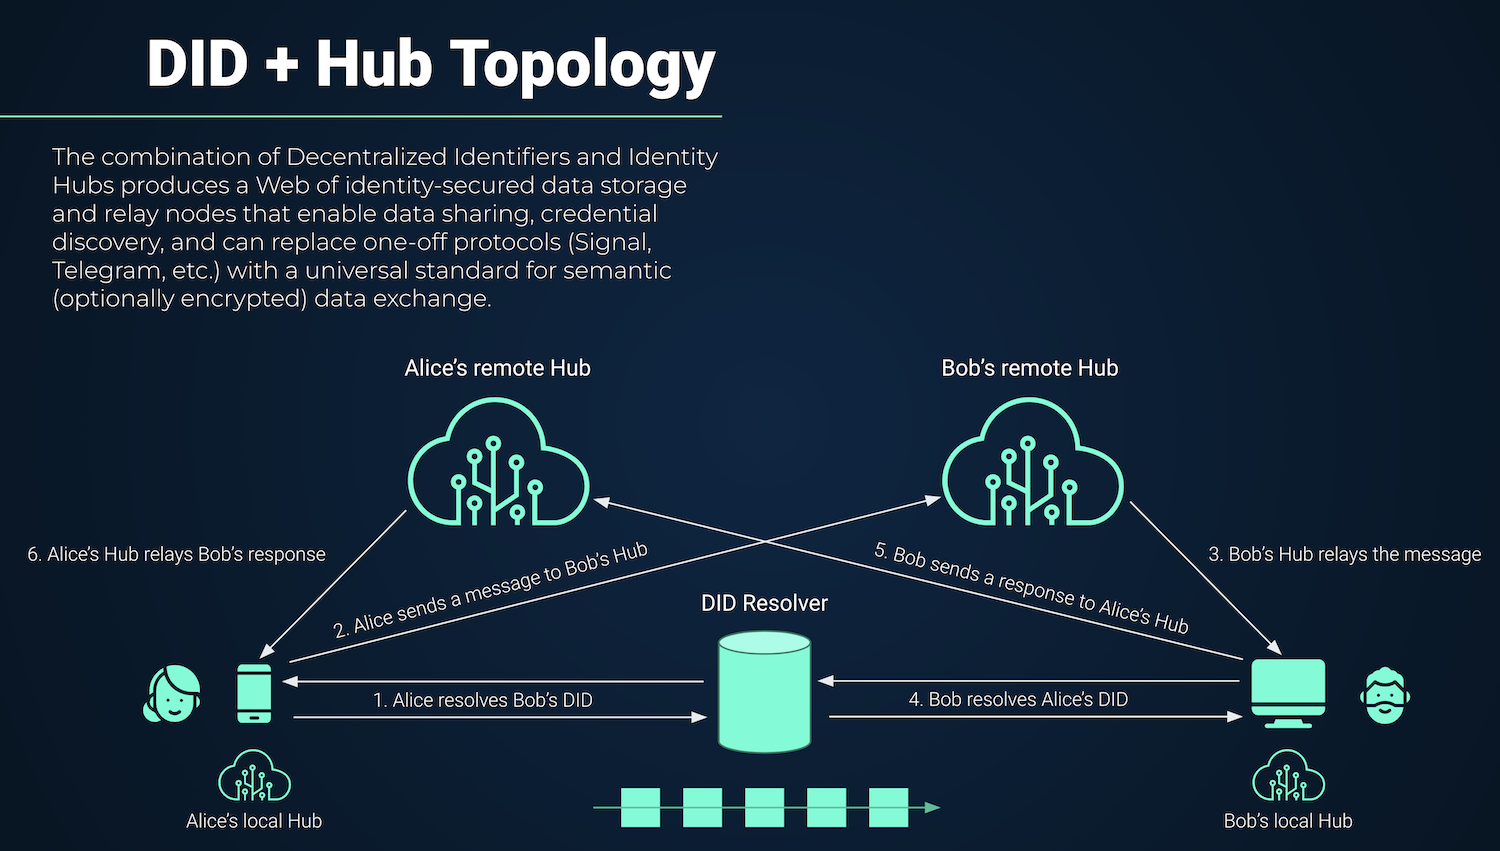 DID + Hub Topology
The combination of Decentralized Identifiers and Identity
Hubs produces a Web of identity-secured data storage
and relay nodes that enable data sharing, credential
discovery, and can replace one-off protocols (Signal,
Telegram, etc.) with a universal standard for semantic
(optionally encrypted) data exchange.
Alice’s remote Hub
Bob’s remote Hub
6. Alice’s Hub relays Bob’s response
2. Alice sends a message to Bob’s Hub
5. Bob sends a response to Alice’s Hub
3. Bob’s Hub relays the message
DID Resolver
1. Alice resolves Bob’s DID
4. Bob resolves Alice’s DID
Alice’s local Hub
Bob’s local Hub